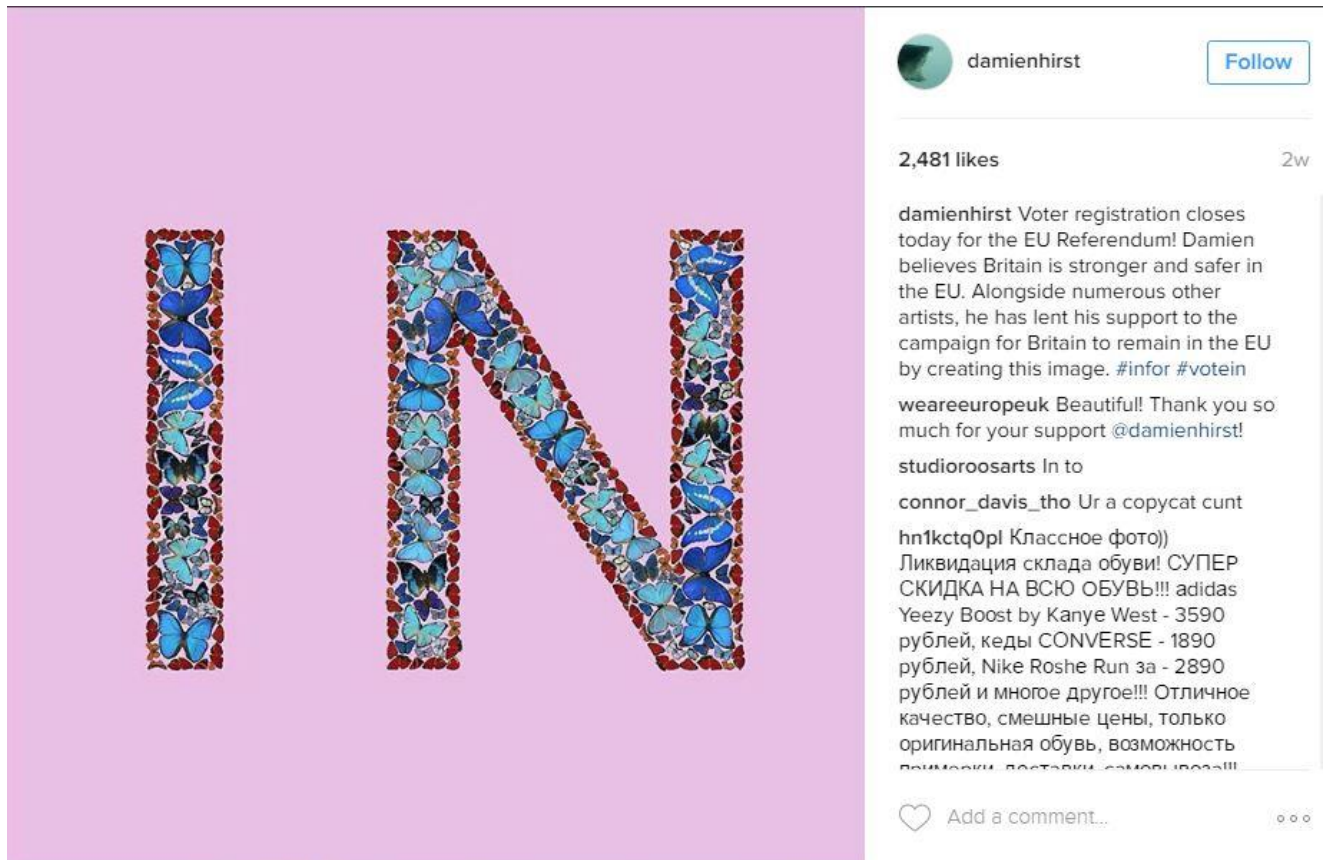 IN
damienhirst
Follow
2,481 likes
2w
damienhirst Voter registration closes
today for the EU Referendum! Damien
believes Britain is stronger and safer in
the EU. Alongside numerous other
artists, he has lent his support to the
campaign for Britain to remain in the EU
by creating this image. #infor #votein
weareeuropeuk Beautiful! Thank you so
much for your support @damienhirst!
studioroosarts In to
connor_davis_tho Ur a copycat cunt
hn1kctq0pl Классное фото))
Ликвидация склада обуви! СУПЕР
СКИДКА НА ВСЮ ОБУВЬ!!! adidas
Yeezy Boost by Kanye West - 3590
рублей, кеды CONVERSE - 1890
рублей, Nike Roshe Run за - 2890
рублей и многое другое!!! Отличное
качество, смешные цены, только
оригинальная обувь, возможность
примерки, доставки, самовывоза!!!
Add a comment...